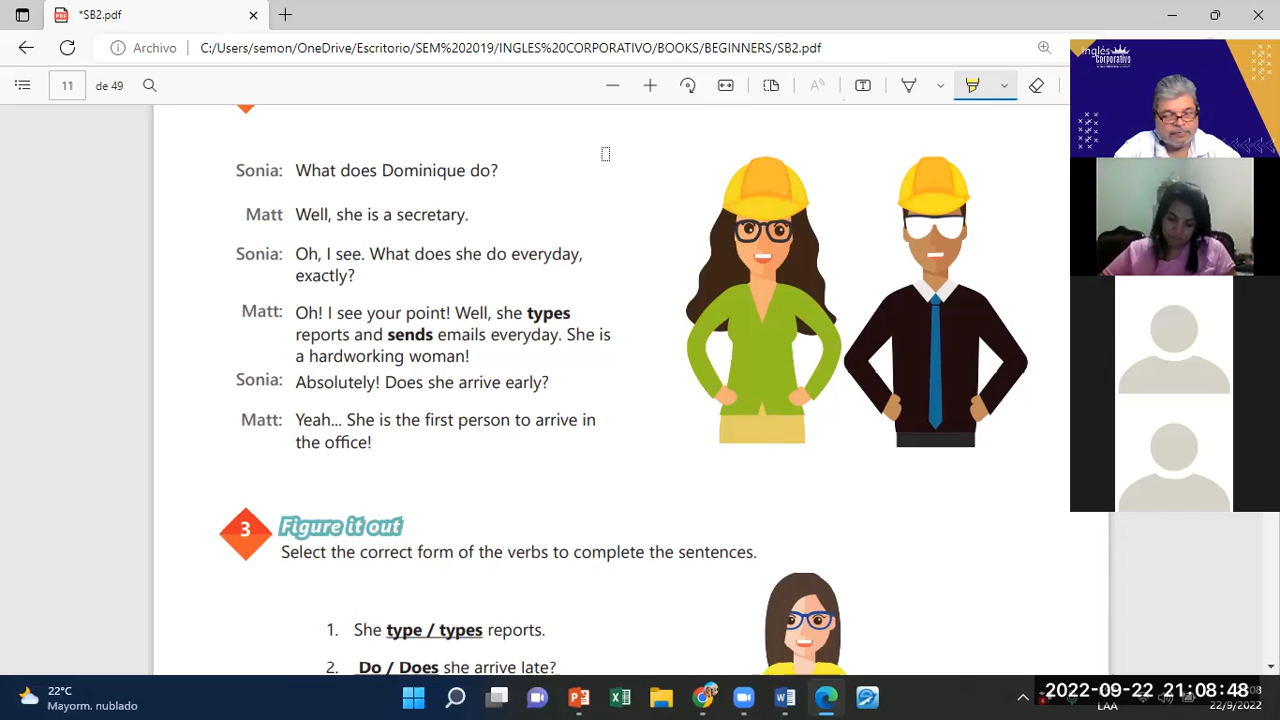 *SB2.pdf
Archivo
C:/Users/semon/OneDrive/Escritorio/SEM%202019/INGLES%20CORPORATIVO/BOOKS/BEGINNERS/SB2.pdf
11
de 49
Inglés
Corporativo
Sonia: What does Dominique do?
Matt Well, she is a secretary.
Sonia: Oh, I see. What does she do everyday,
exactly?
Matt: Oh! I see your point! Well, she types
reports and sends emails everyday. She is
a hardworking woman!
Sonia: Absolutely! Does she arrive early?
Matt: Yeah... She is the first person to arrive in
the office!
3 Figure it out
Select the correct form of the verbs to complete the sentences.
1. She type / types reports.
2. Do / Does she arrive late?
22°C
Mayorm. nublado
2022-09-22 21:08:48
LAA
22/9/2022